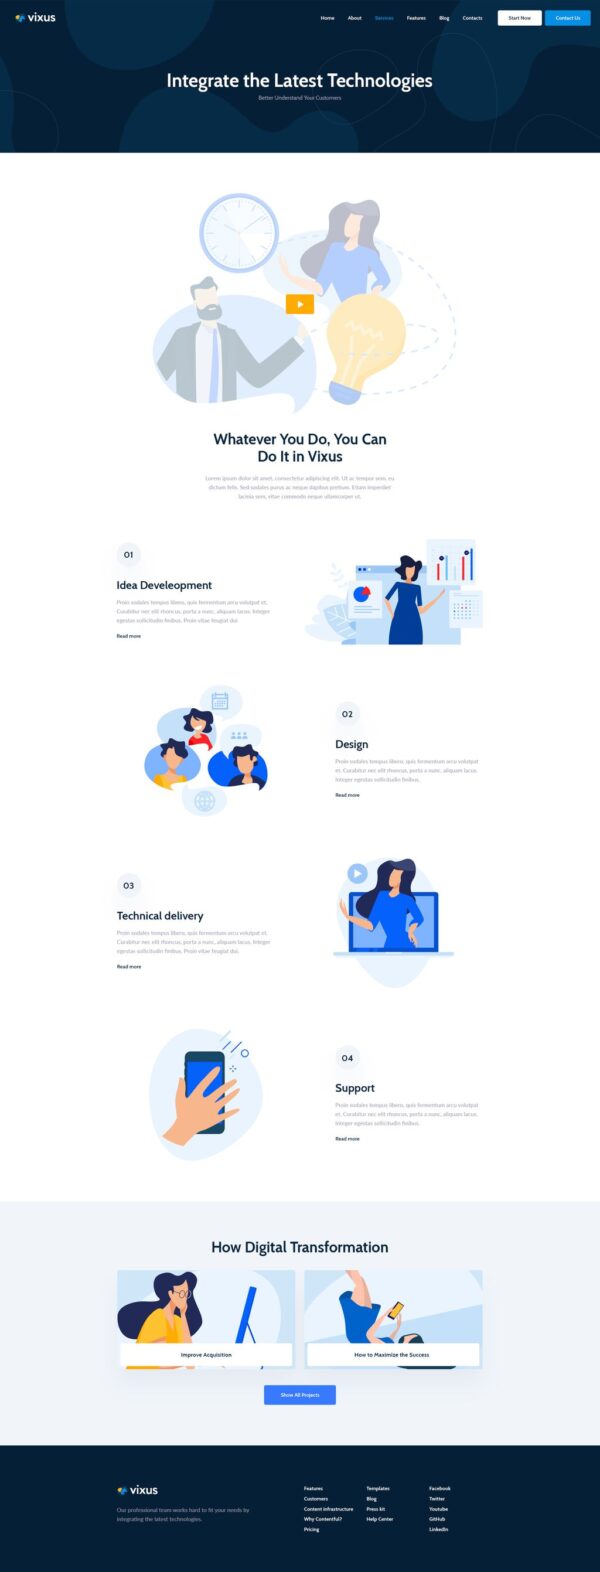 vixus
Home About Services Features Blog Contacts Start Now Contact Us
Integrate the Latest Technologies
Better Understand Your Customers
Whatever You Do, You Can
Do It in Vixus
Lorem ipsum dolor sit amet, consectetur adipiscing elit. Ut ac tempor sem, eu
dictum felis. Sed sodales purus ac neque dapibus pretium. Etiam imperdiet
lacinia sem, vitae commodo neque ullamcorper ut.
01
Idea Develeopment
Proin sodales tempus libero, quis fermentum arcu volutpat et.
Curabitur nec elit rhoncus, porta a nunc, aliquam lacus. Integer
egestas sollicitudin finibus. Proin vitae feugiat dui.
Read more
02
Design
Proin sodales tempus libero, quis fermentum arcu volutpat
et. Curabitur nec elit rhoncus, porta a nunc, aliquam lacus.
Integer egestas sollicitudin finibus.
Read more
03
Technical delivery
Proin sodales tempus libero, quis fermentum arcu volutpat et.
Curabitur nec elit rhoncus, porta a nunc, aliquam lacus. Integer
egestas sollicitudin finibus. Proin vitae feugiat dui.
Read more
04
Support
Proin sodales tempus libero, quis fermentum arcu volutpat
et. Curabitur nec elit rhoncus, porta a nunc, aliquam lacus.
Integer egestas sollicitudin finibus.
Read more
How Digital Transformation
Improve Acquisition
How to Maximize the Success
Show All Projects
vixus
Our professional team works hard to fit your needs by
integrating the latest technologies.
Features
Customers
Content infrastructure
Why Contentful?
Pricing
Templates
Blog
Press kit
Help Center
Facebook
Twitter
Youtube
GitHub
LinkedIn